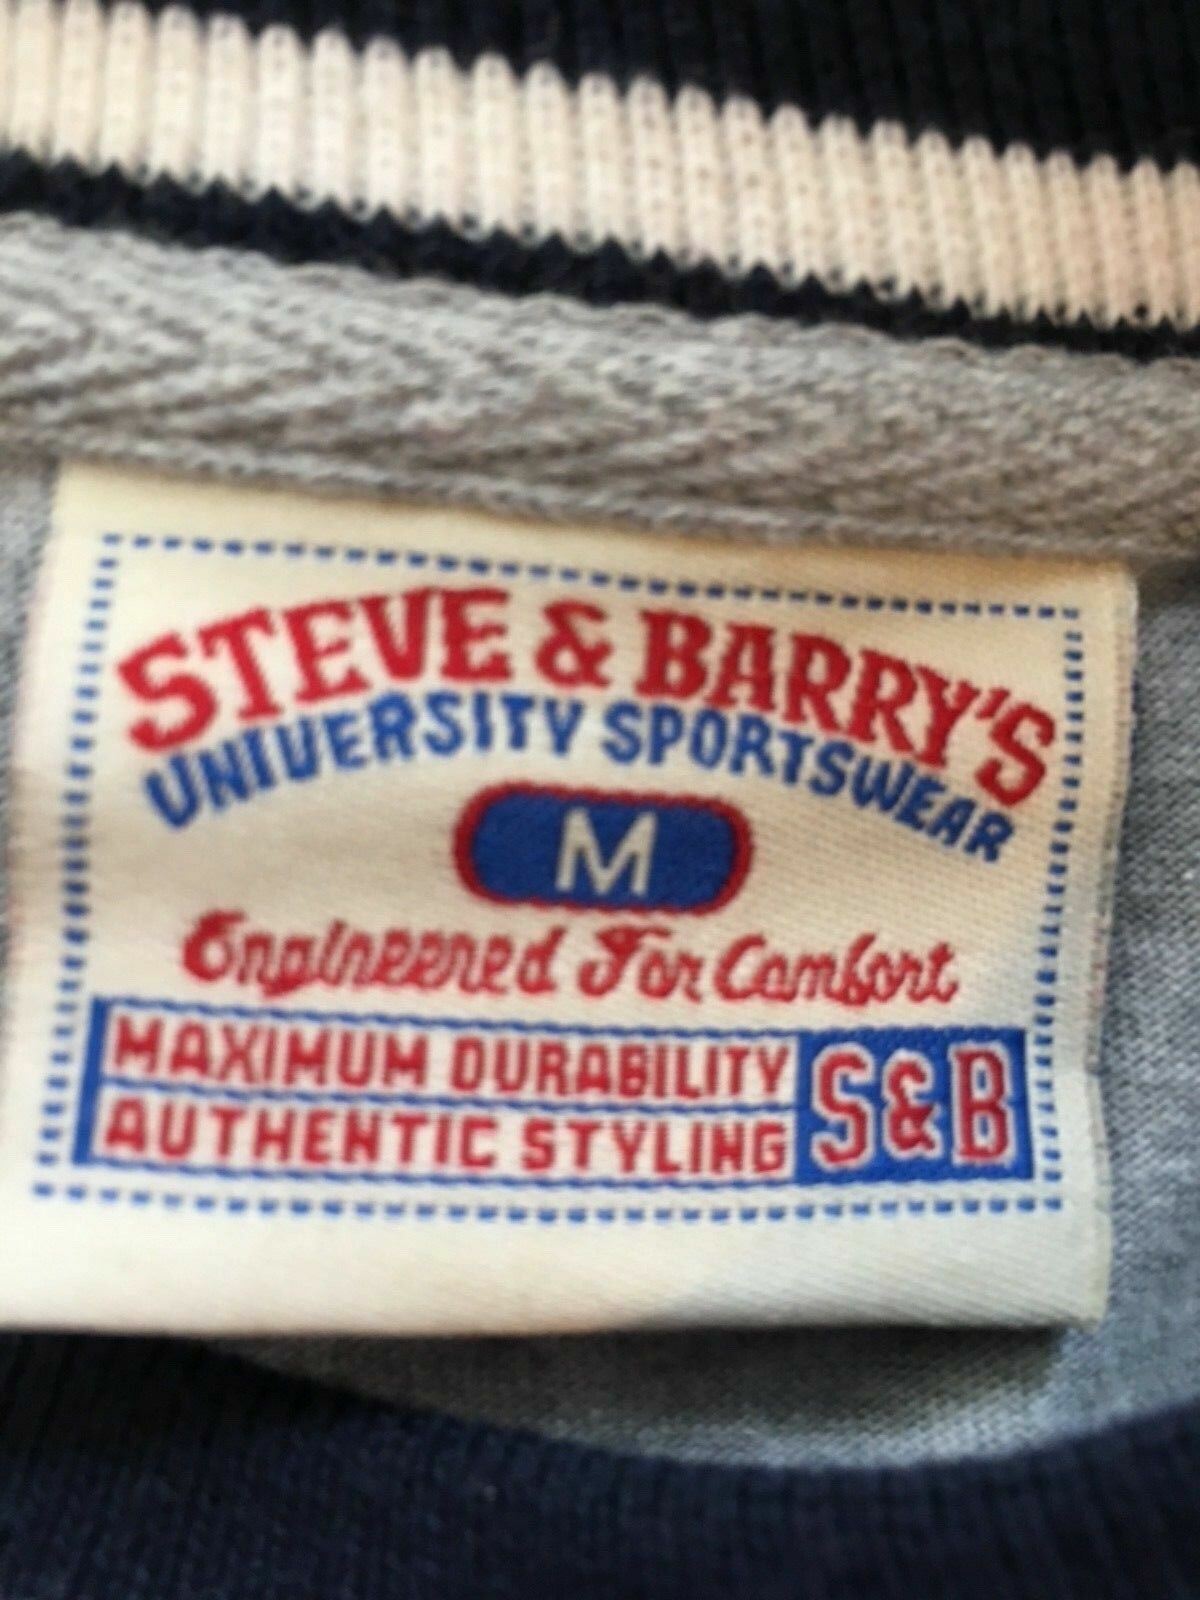 STEVE & BARRY'S
UNIVERSITY SPORTSWEAR
M
Engineered For Comfort
MAXIMUM DURABILITY
AUTHENTIC STYLING
S&B